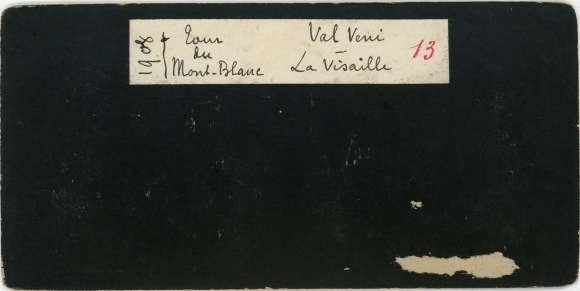 1908
Tour
du
Mont-Blanc
Val Veni
-
La Visaille
13